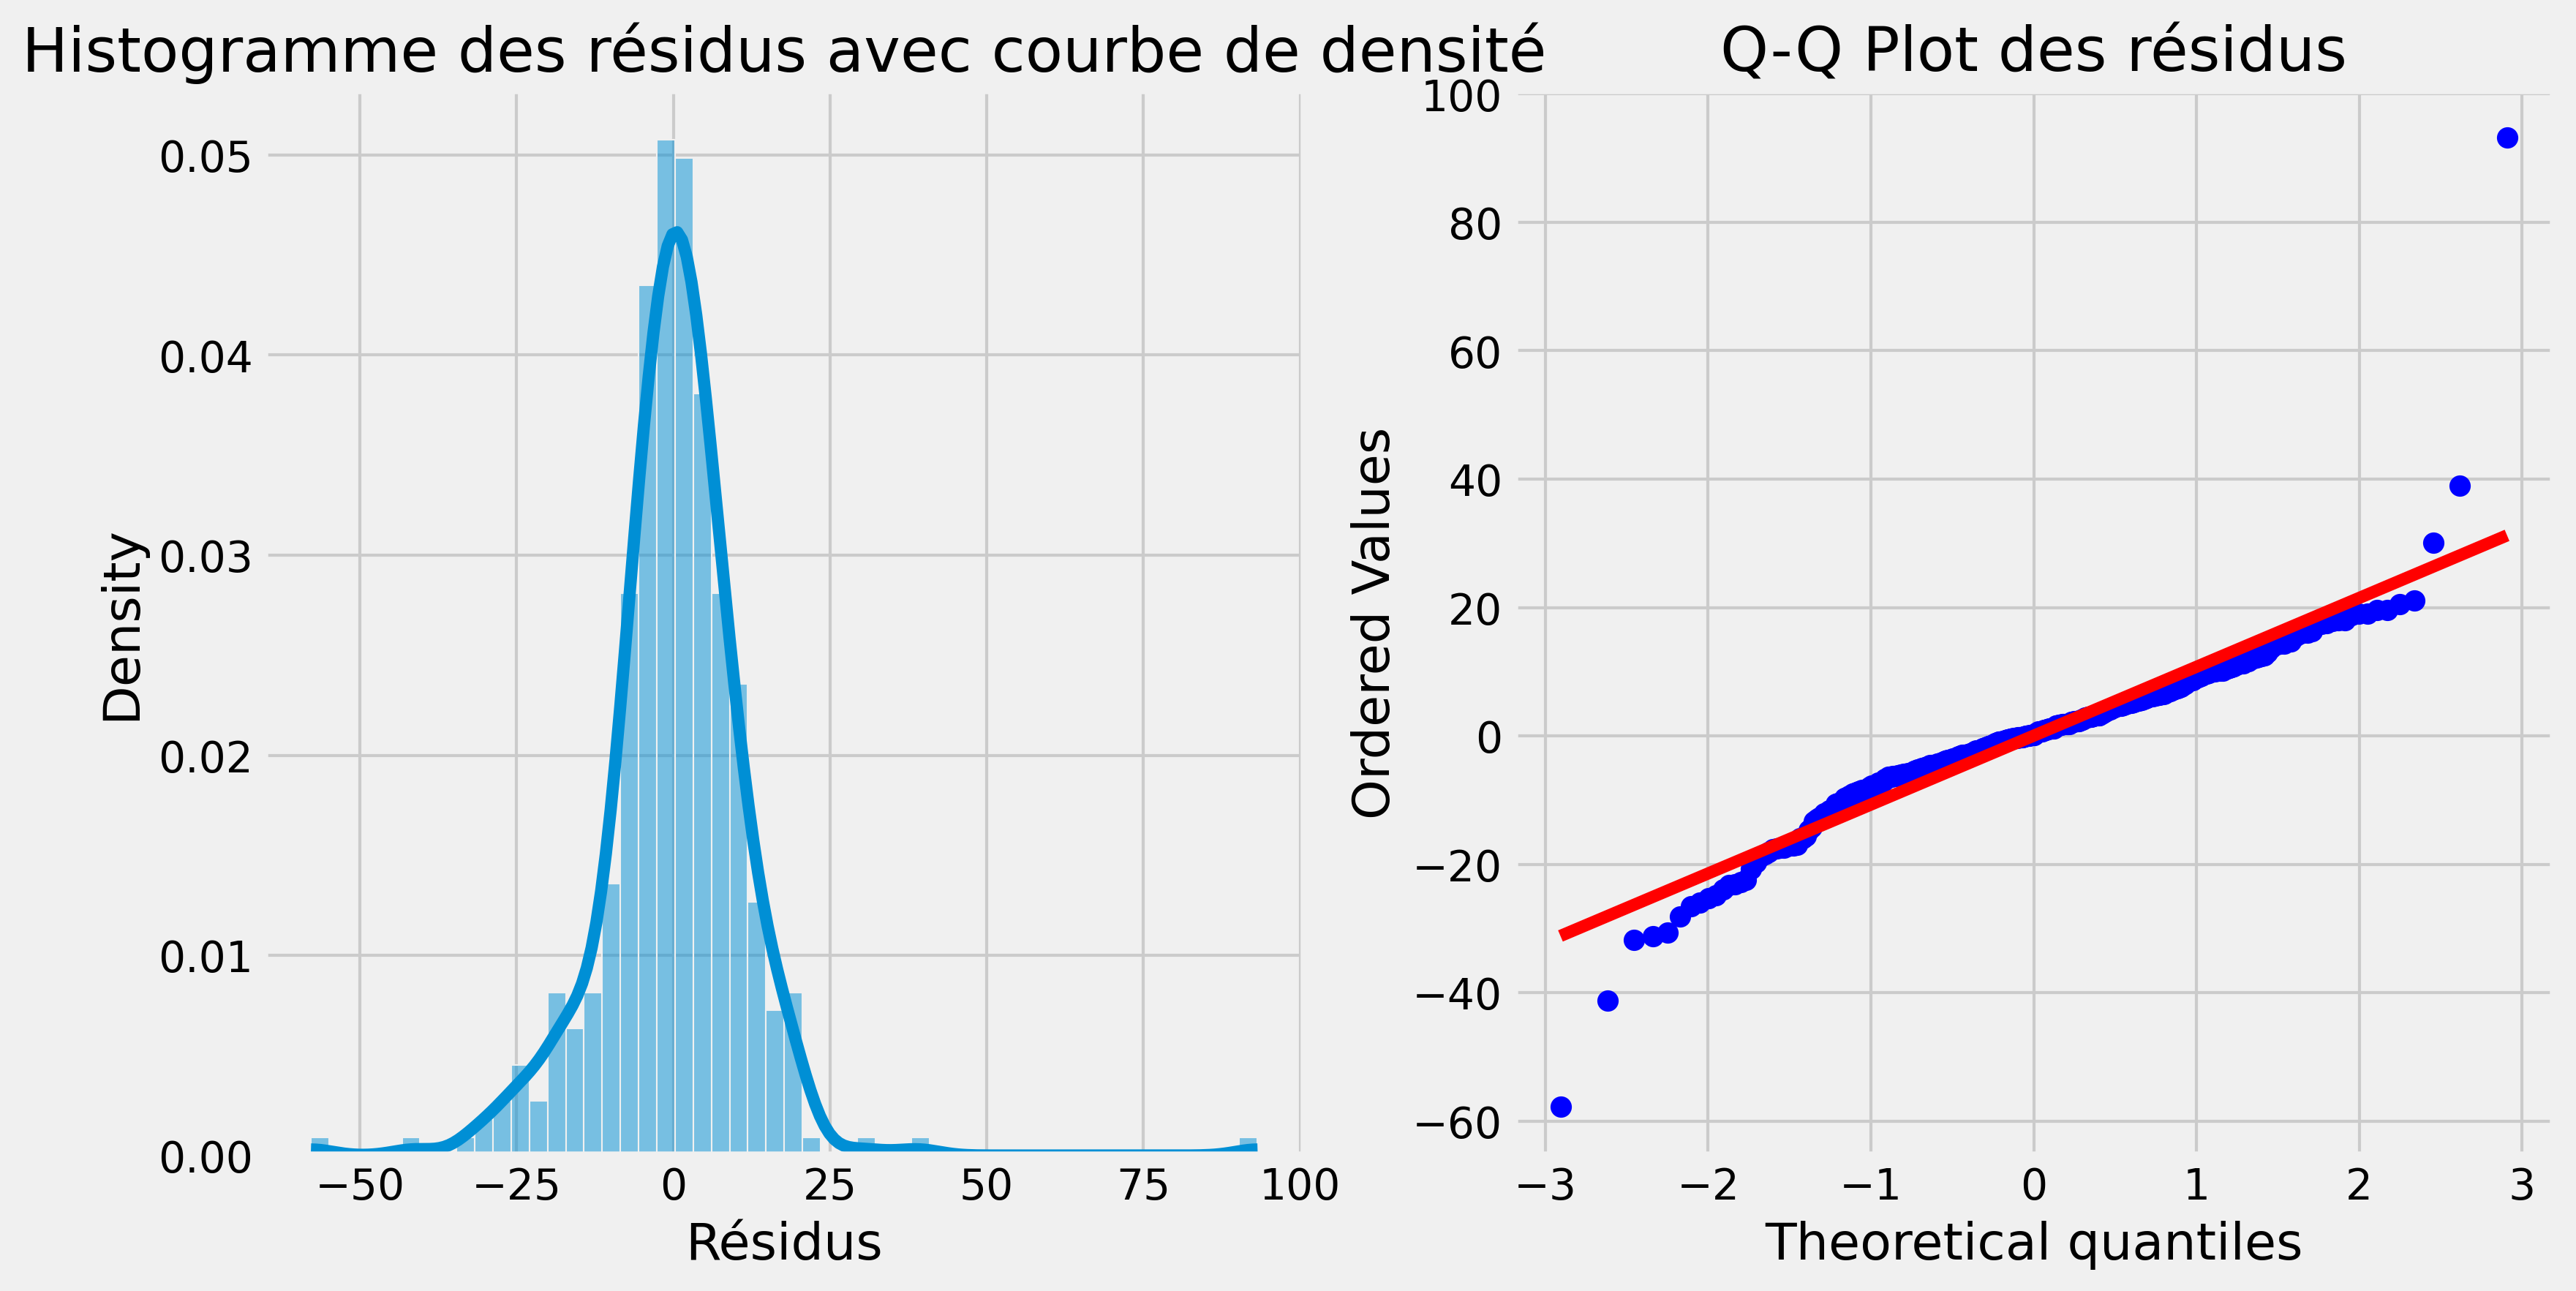 Histogramme des résidus avec courbe de densité
Density
0.05
0.04
0.03
0.02
0.01
0.00
−50 −25 0 25 50 75 100
Résidus
Q-Q Plot des résidus
Ordered Values
100
80
60
40
20
0
−20
−40
−60
−3 −2 −1 0 1 2 3
Theoretical quantiles